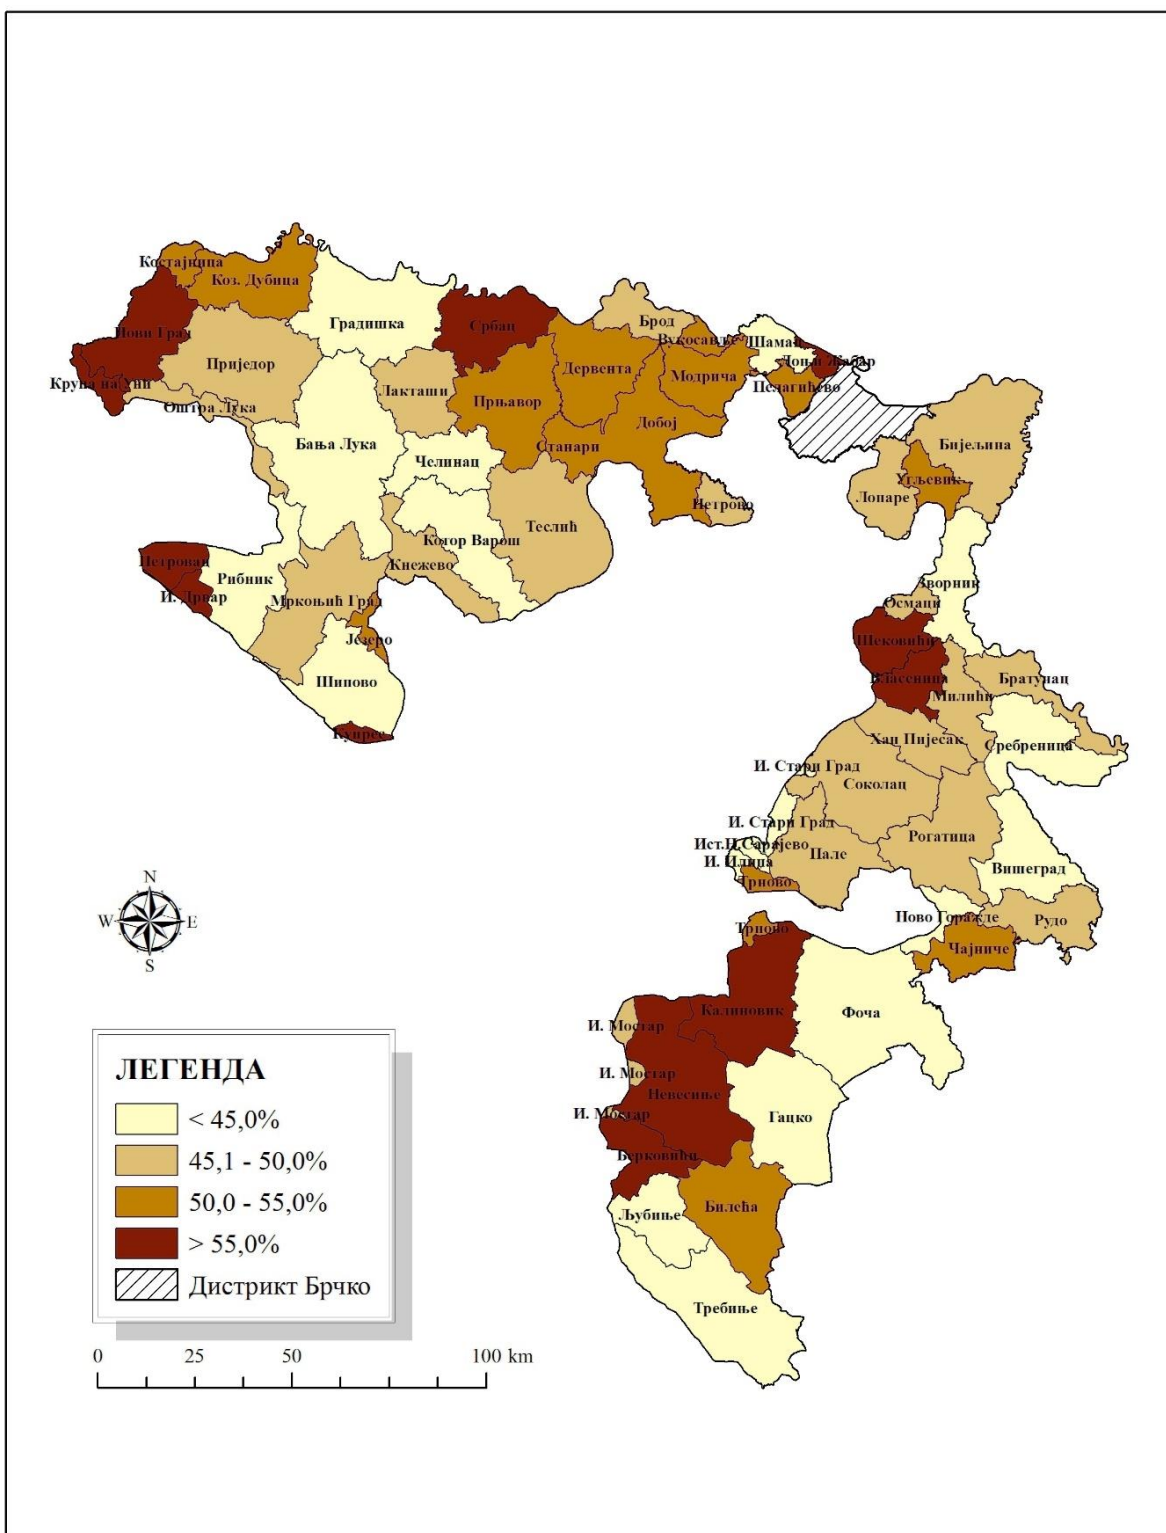 Костајница
Коз. Дубица
Нови Град
Градишка
Србац
Брод
Вукосавље
Шамац
Доњи Жабар
Приједор
Дервента
Модрича
Пелагићево
Крупа на Уни
Оштра Лука
Лакташи
Прњавор
Добој
Бања Лука
Станари
Челинац
Бијељина
Угљевик
Лопаре
Петрово
Теслић
Котор Варош
Кнежево
Петровац
Рибник
И. Дрвар
Мркоњић Град
Језеро
Шипово
Купрес
Зворник
Осмаци
Шековићи
Власеница
Братунац
Милићи
Хан Пијесак
Сребреница
И. Стари Град
Соколац
И. Стари Град
Рогатица
Ист.Н.Сарајево
Пале
И. Илиџа
Вишеград
Трново
Ново Горажде
Рудо
Трново
Чајниче
Калиновик
Фоча
И. Мостар
И. Мостар
Невесиње
И. Мостар
Гацко
Берковићи
Билећа
Љубиње
Требиње
N
W
E
S
ЛЕГЕНДА
< 45,0%
45,1 - 50,0%
50,0 - 55,0%
> 55,0%
Дистрикт Брчко
0 25 50 100 km